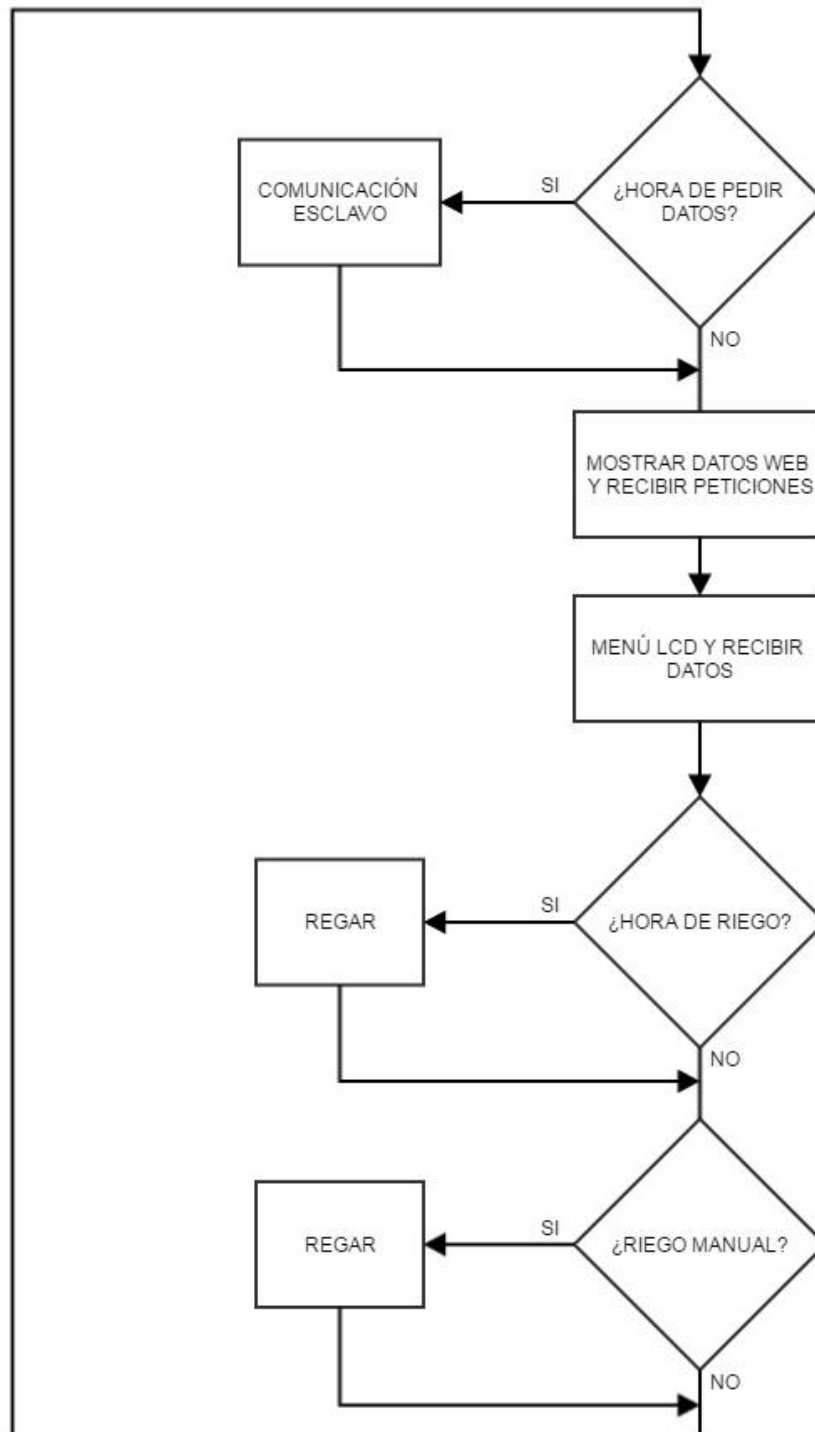 ¿HORA DE PEDIR
DATOS?
SI
COMUNICACIÓN
ESCLAVO
NO
MOSTRAR DATOS WEB
Y RECIBIR PETICIONES
MENÚ LCD Y RECIBIR
DATOS
¿HORA DE RIEGO?
SI
REGAR
NO
¿RIEGO MANUAL?
SI
REGAR
NO